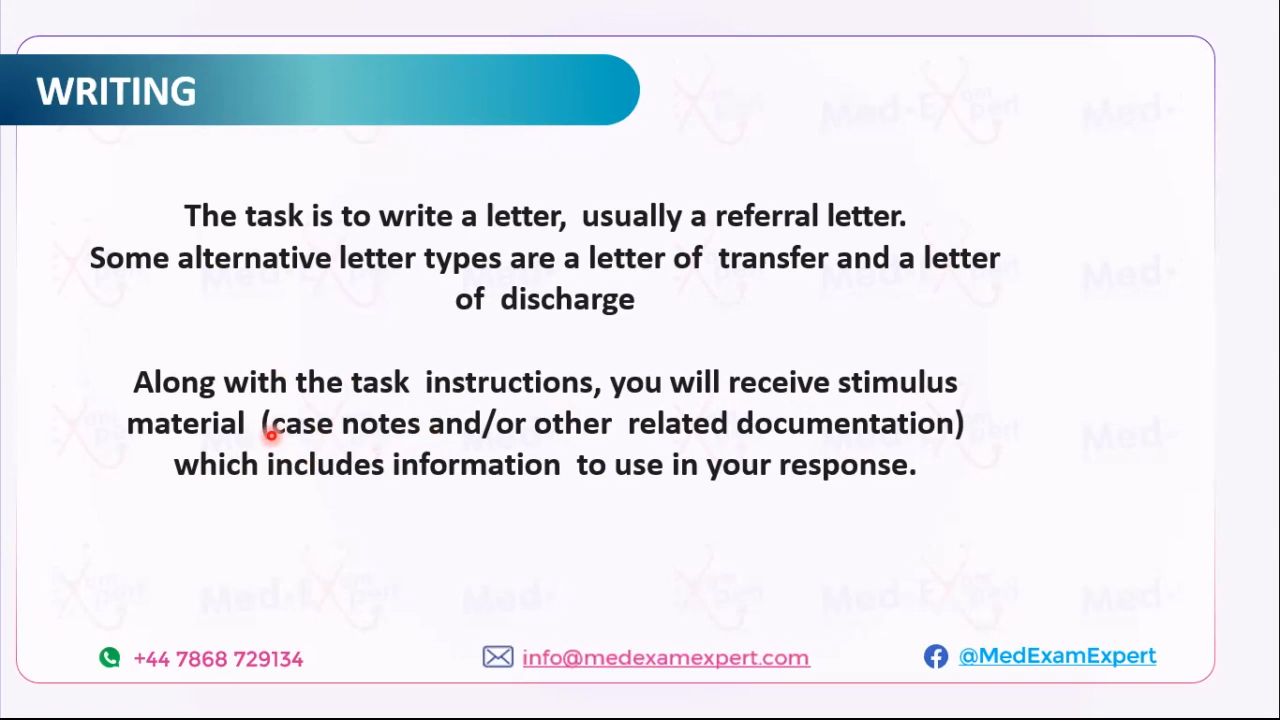 WRITING
The task is to write a letter, usually a referral letter.
Some alternative letter types are a letter of transfer and a letter
of discharge
Along with the task instructions, you will receive stimulus
material (case notes and/or other related documentation)
which includes information to use in your response.
+44 7868 729134
info@medexamexpert.com
@MedExamExpert